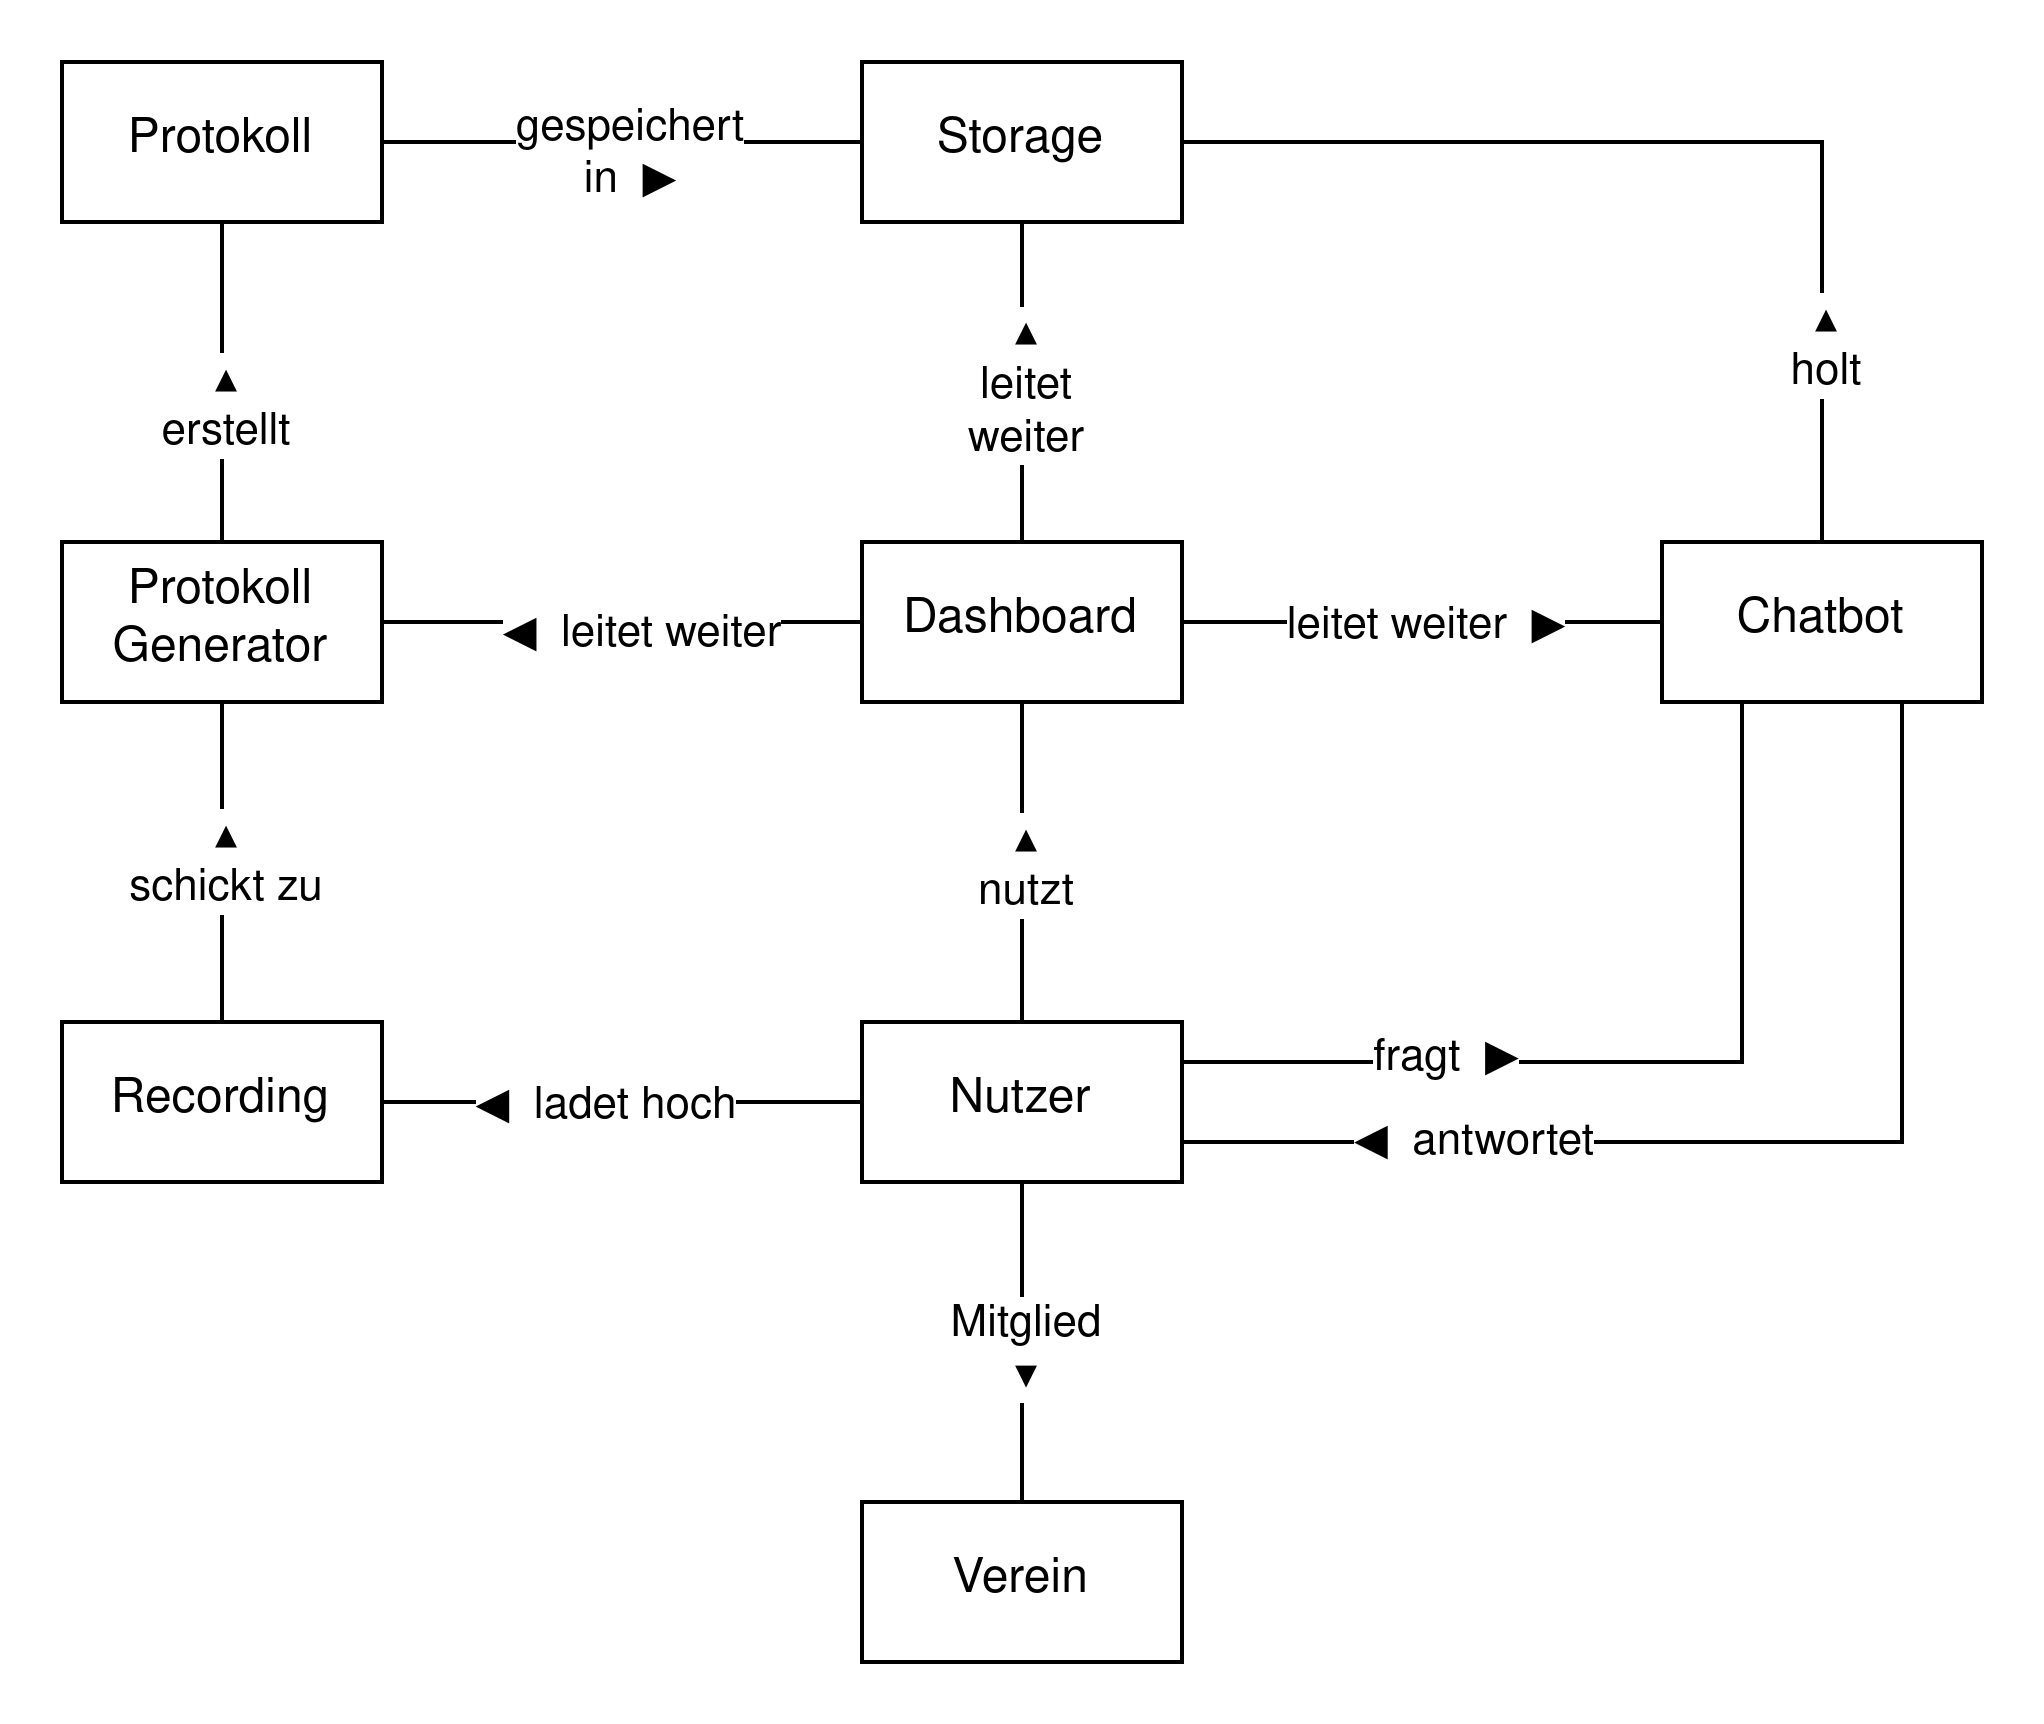 Protokoll
gespeichert
in ▶
Storage
▲
holt
▲
leitet
weiter
▲
erstellt
Protokoll
Generator
◀ leitet weiter
Dashboard
leitet weiter ▶
Chatbot
▲
schickt zu
▲
nutzt
Recording
◀ ladet hoch
Nutzer
fragt ▶
◀ antwortet
Mitglied
▼
Verein